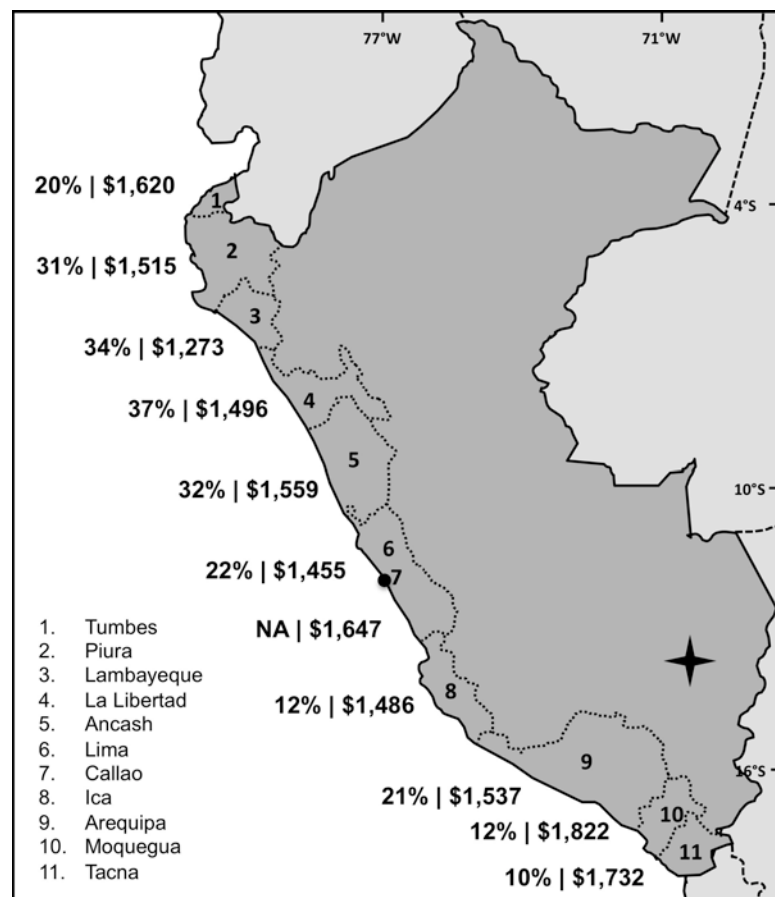 77°W
71°W
20% | $1,620
1
4°S
31% | $1,515
2
3
34% | $1,273
37% | $1,496
4
5
32% | $1,559
10°S
6
22% | $1,455
7
NA | $1,647
12% | $1,486
8
9
16°S
21% | $1,537
10
12% | $1,822
11
10% | $1,732
1. Tumbes
2. Piura
3. Lambayeque
4. La Libertad
5. Ancash
6. Lima
7. Callao
8. Ica
9. Arequipa
10. Moquegua
11. Tacna